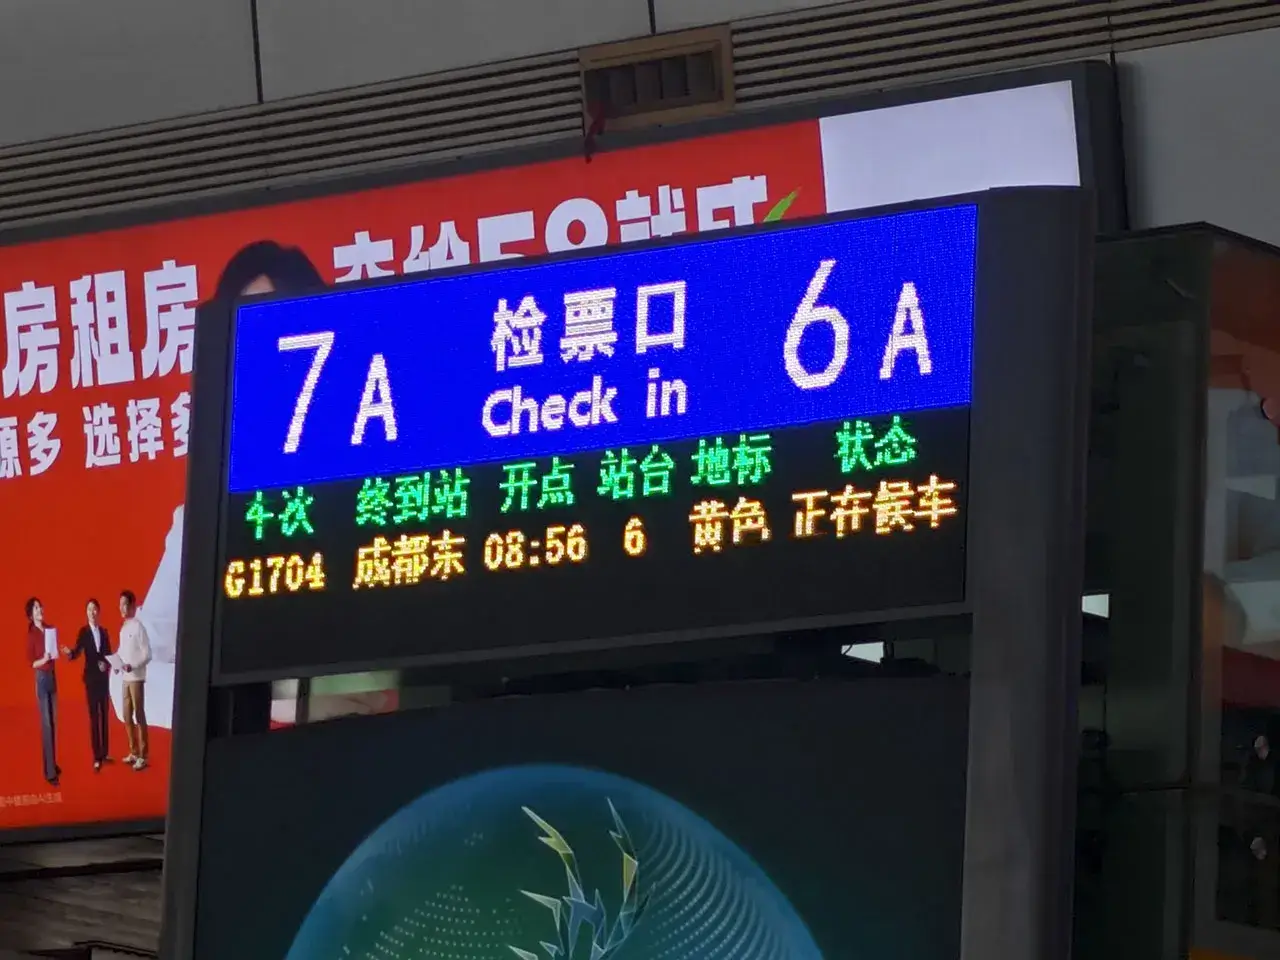 房租房
源多 选择多
7A 检票口 6A
Check in
车次 终到站 开点 站台 地标 状态
G1704 成都东 08:56 6 黄色 正在候车